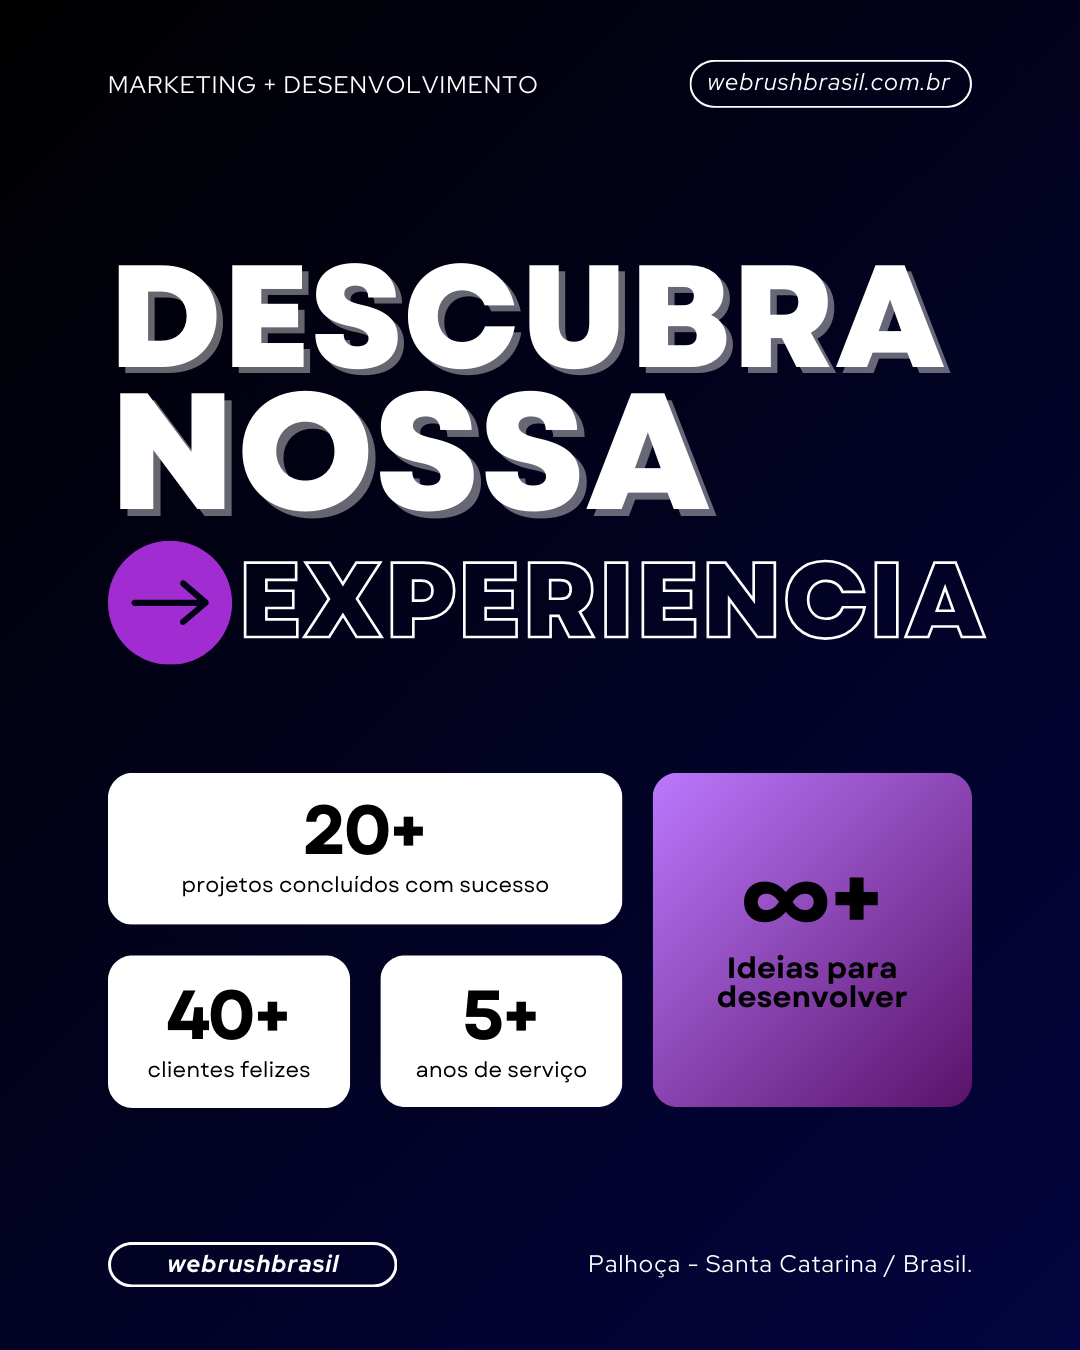 MARKETING + DESENVOLVIMENTO
webrushbrasil.com.br
DESCUBRA
NOSSA
EXPERIENCIA
20+
projetos concluídos com sucesso
40+
clientes felizes
5+
anos de serviço
∞+
Ideias para
desenvolver
webrushbrasil
Palhoça - Santa Catarina / Brasil.